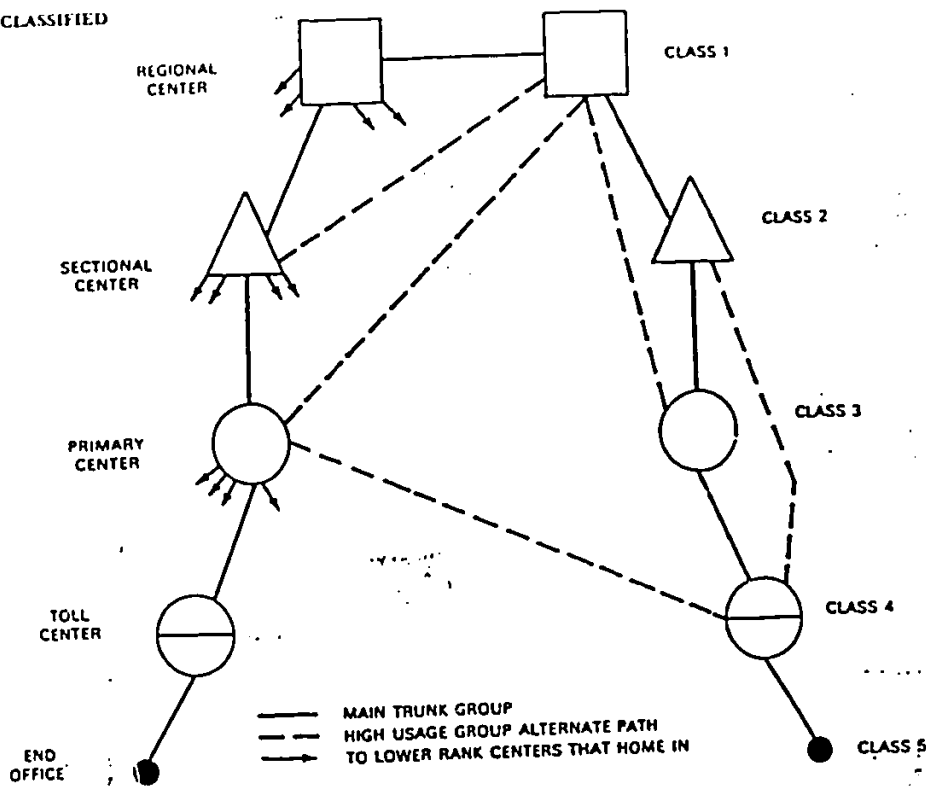 CLASSIFIED
REGIONAL
CENTER
CLASS 1
SECTIONAL
CENTER
CLASS 2
PRIMARY
CENTER
CLASS 3
TOLL
CENTER
CLASS 4
MAIN TRUNK GROUP
HIGH USAGE GROUP ALTERNATE PATH
TO LOWER RANK CENTERS THAT HOME IN
END
OFFICE
CLASS 5